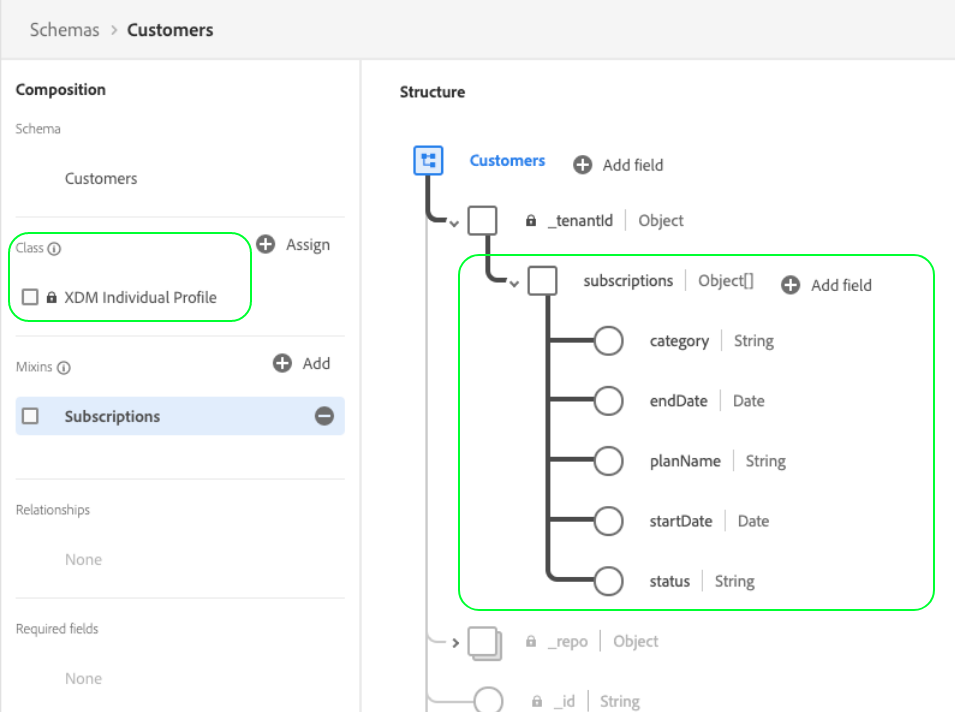 Schemas > Customers
Composition
Schema
Customers
Class
Assign
XDM Individual Profile
Mixins
Add
Subscriptions
Relationships
None
Required fields
None
Structure
Customers Add field
_tenantId | Object
subscriptions | Object[] Add field
category | String
endDate | Date
planName | String
startDate | Date
status | String
_repo | Object
_id | String